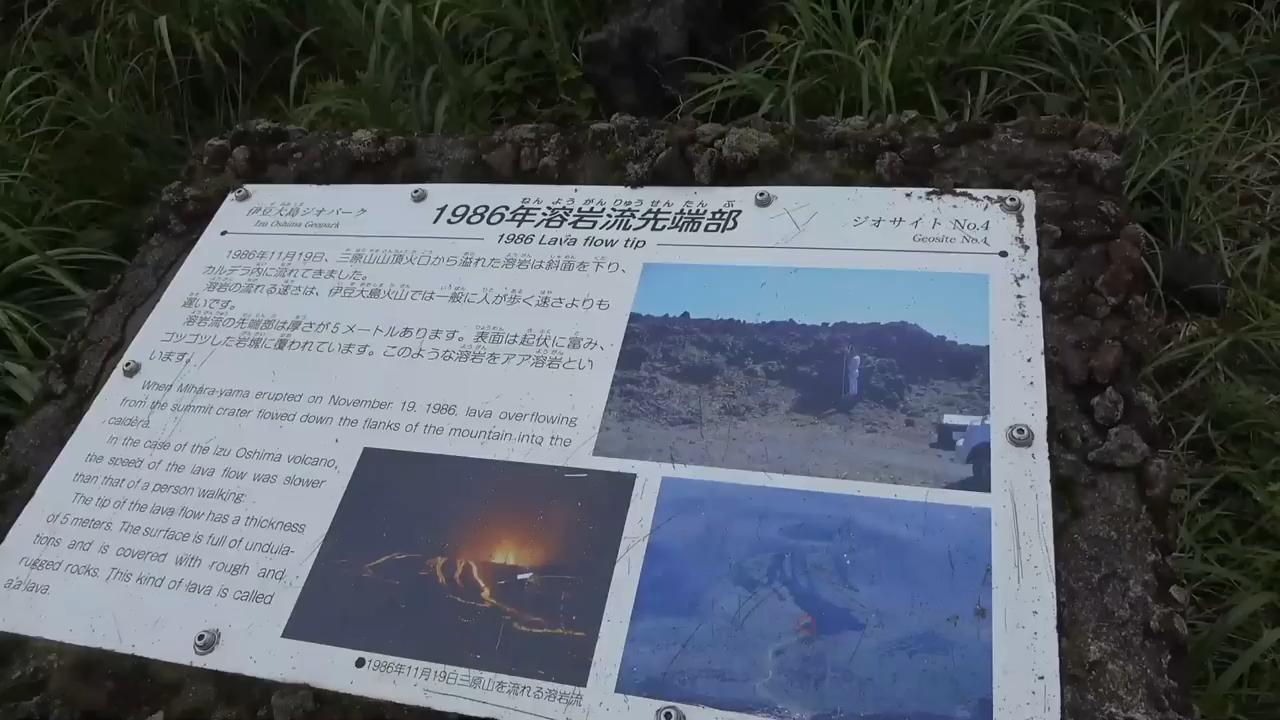 伊豆大島ジオパーク
Izu Oshima Geopark
ねん よう がん りゅう せん たん ぶ
1986年溶岩流先端部
1986 Lava flow tip
ジオサイト No.4
Geosite No.4
1986年11月19日、三原山山頂火口から溢れた溶岩は斜面を下り、
カルデラ内に流れてきました。
溶岩の流れる速さは、伊豆大島火山では一般に人が歩く速さよりも
遅いです。
溶岩流の先端部は厚さが5メートルあります。表面は起伏に富み、
ゴツゴツした岩塊に覆われています。このような溶岩をアア溶岩とい
います。
When Mihara-yama erupted on November 19, 1986, lava overflowing
from the summit crater flowed down the flanks of the mountain into the
caldera.
In the case of the Izu Oshima volcano,
the speed of the lava flow was slower
than that of a person walking.
The tip of the lava flow has a thickness
of 5 meters. The surface is full of undula-
tions and is covered with rough and
rugged rocks. This kind of lava is called
a'a lava.
●1986年11月19日三原山を流れる溶岩流